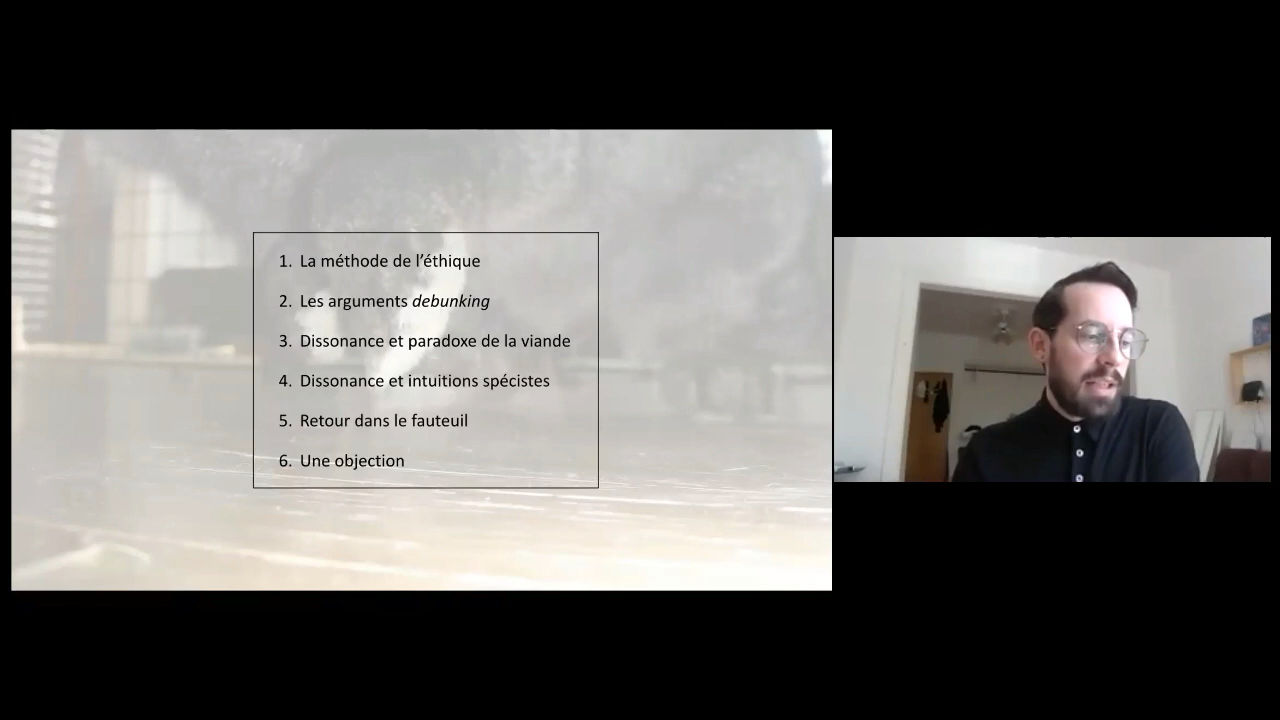 1. La méthode de l’éthique
2. Les arguments debunking
3. Dissonance et paradoxe de la viande
4. Dissonance et intuitions spécistes
5. Retour dans le fauteuil
6. Une objection